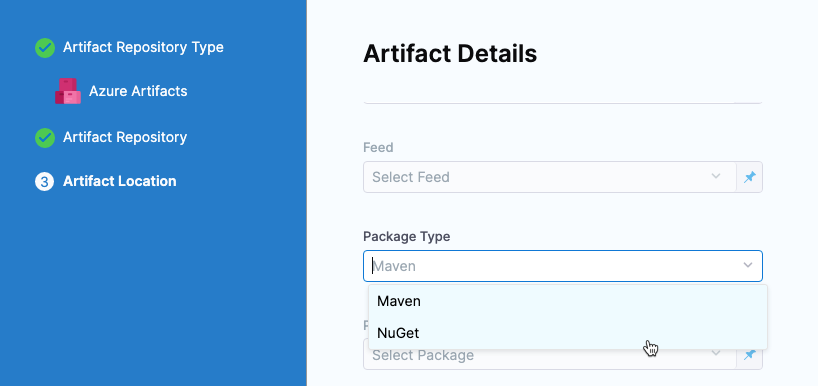 Artifact Repository Type
Azure Artifacts
Artifact Repository
3 Artifact Location
Artifact Details
Feed
Select Feed
Package Type
Maven
Maven
NuGet
Select Package